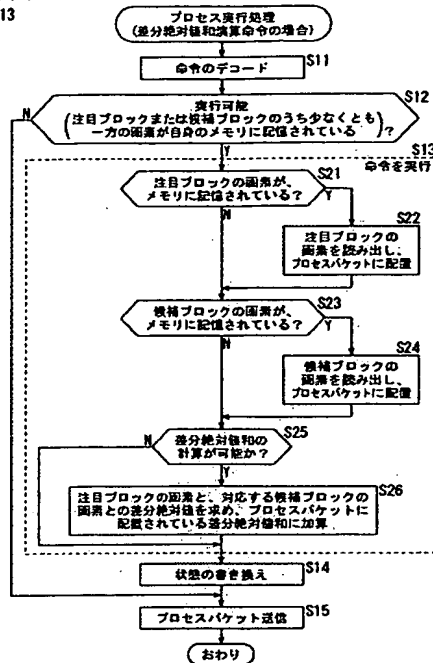 13
プロセス実行処理
(差分絶対値和演算命令の場合)
命令のデコード
S11
S12
N
実行可能
(注目ブロックまたは候補ブロックのうち少なくとも
一方の画素が自身のメモリに記憶されている)?
Y
S13
命令を実行
S21
注目ブロックの画素が、
メモリに記憶されている?
Y
N
S22
注目ブロックの
画素を読み出し、
プロセスパケットに配置
S23
候補ブロックの画素が、
メモリに記憶されている?
Y
N
S24
候補ブロックの
画素を読み出し、
プロセスパケットに配置
S25
N
差分絶対値和の
計算が可能か?
Y
S26
注目ブロックの画素と、対応する候補ブロックの
画素との差分絶対値を求め、プロセスパケットに
配置されている差分絶対値和に加算
S14
状態の書き換え
S15
プロセスパケット送信
おわり